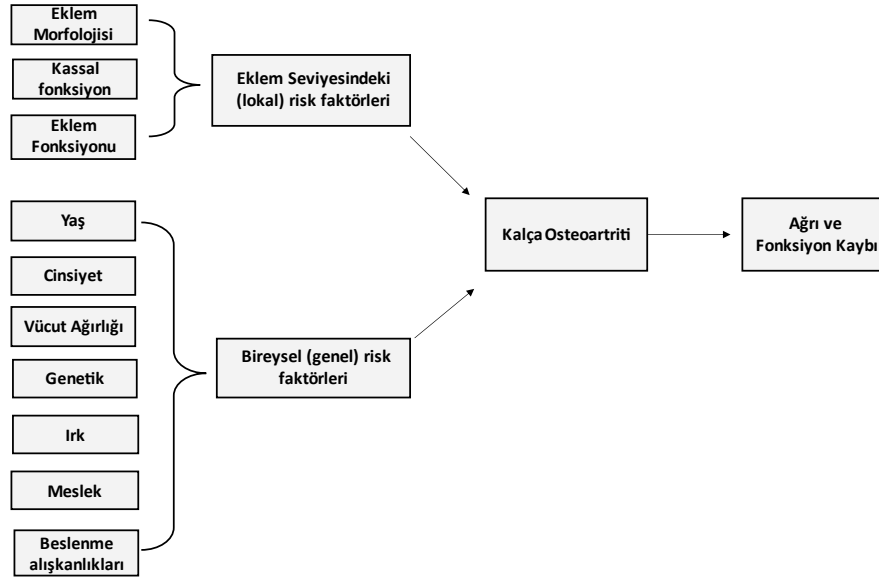 Eklem
Morfolojisi
Kassal
fonksiyon
Eklem
Fonksiyonu
Eklem Seviyesindeki
(lokal) risk faktörleri
Yaş
Cinsiyet
Vücut Ağırlığı
Genetik
Irk
Meslek
Beslenme
alışkanlıkları
Bireysel (genel) risk
faktörleri
Kalça Osteoartriti
Ağrı ve
Fonksiyon Kaybı